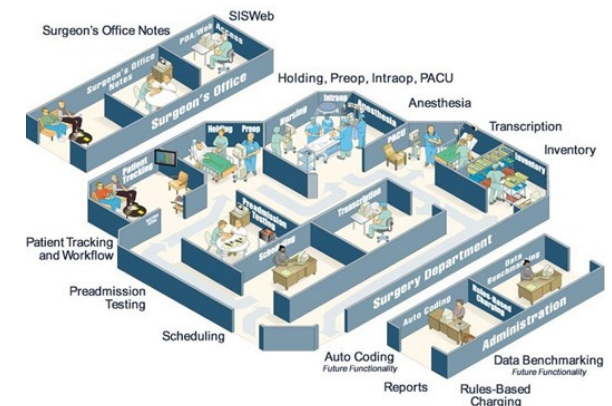 Surgeon's Office Notes
SISWeb
PDA/Web Access
Surgeon's Office
Notes
Surgeon's Office
Holding, Preop, Intraop, PACU
Anesthesia
Transcription
Inventory
Holding
Preop
Nursing
Intraop
Anesthesia
PACU
Inventory
Patient
Tracking
Preadmission
Testing
Scheduling
Transcription
Surgery Department
Patient Tracking
and Workflow
Preadmission
Testing
Scheduling
Data
Benchmarking
Rules-Based
Charging
Auto Coding
Administration
Auto Coding
Future Functionality
Data Benchmarking
Future Functionality
Reports
Rules-Based
Charging